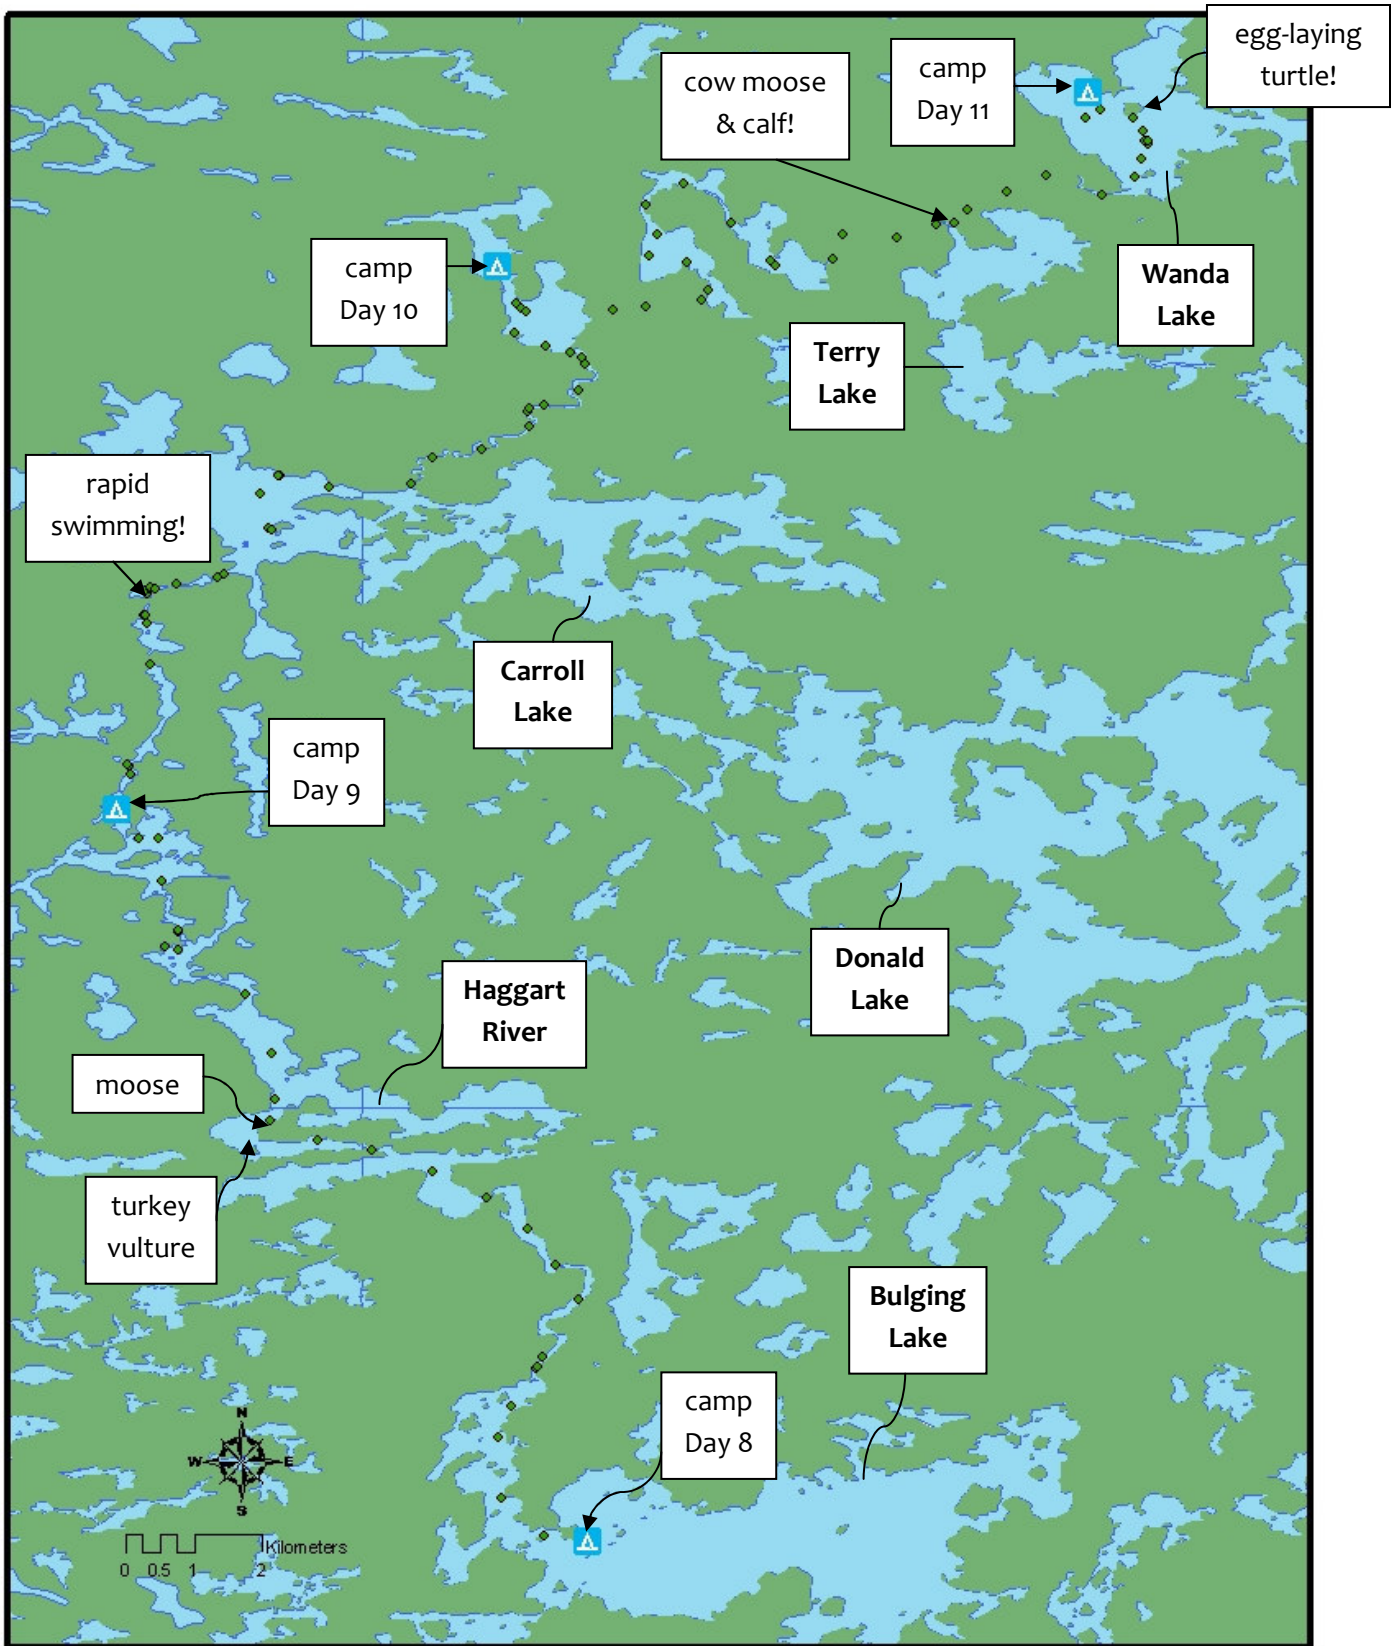 egg-laying
turtle!
cow moose
& calf!
camp
Day 11
camp
Day 10
Wanda
Lake
Terry
Lake
rapid
swimming!
Carroll
Lake
camp
Day 9
Donald
Lake
Haggart
River
moose
turkey
vulture
Bulging
Lake
camp
Day 8
N
W E
S
Kilometers
0 0.5 1 2